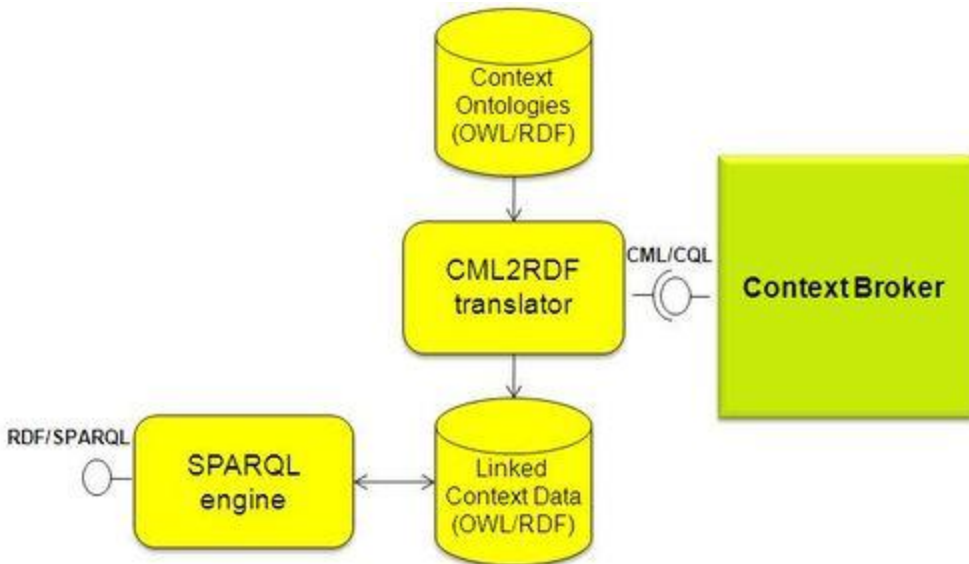 Context
Ontologies
(OWL/RDF)
CML2RDF
translator
CML/CQL
Context Broker
RDF/SPARQL
SPARQL
engine
Linked
Context Data
(OWL/RDF)